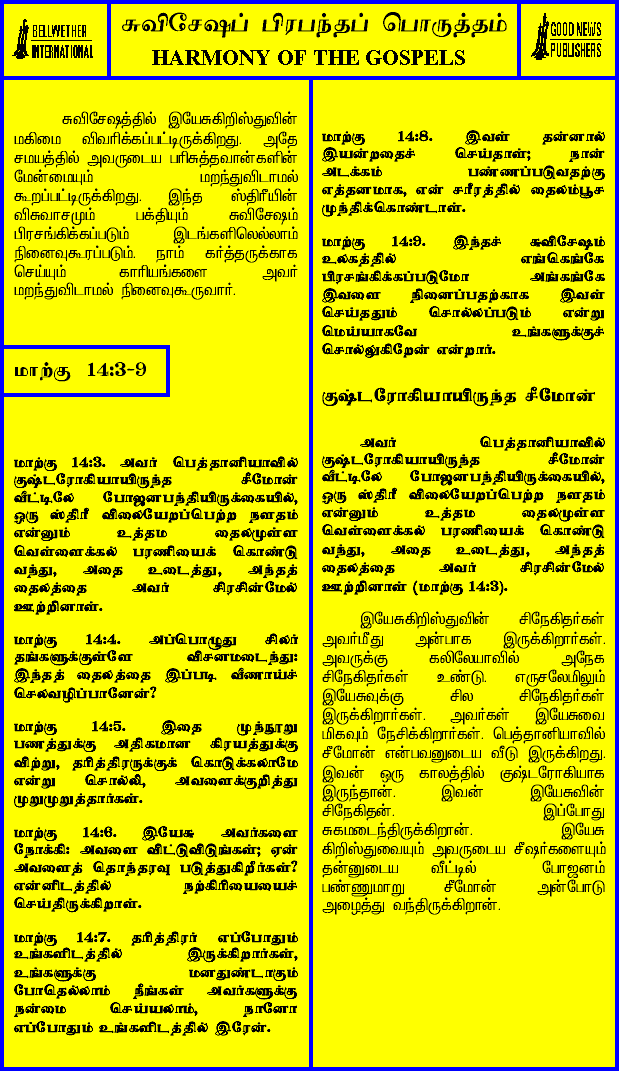 BELLWETHER
INTERNATIONAL
சுவிசேஷப் பிரபந்தப் பொருத்தம்
HARMONY OF THE GOSPELS
GOOD NEWS
PUBLISHERS
சுவிசேஷத்தில் இயேசுகிறிஸ்துவின்
மகிமை விவரிக்கப்பட்டிருக்கிறது. அதே
சமயத்தில் அவருடைய பரிசுத்தவான்களின்
மேன்மையும் மறந்துவிடாமல்
கூறப்பட்டிருக்கிறது. இந்த ஸ்திரீயின்
விசுவாசமும் பக்தியும் சுவிசேஷம்
பிரசங்கிக்கப்படும் இடங்களிலெல்லாம்
நினைவுகூரப்படும். நாம் கர்த்தருக்காக
செய்யும் காரியங்களை அவர்
மறந்துவிடாமல் நினைவுகூருவார்.
மாற்கு 14:3-9
மாற்கு 14:3. அவர் பெத்தானியாவில்
குஷ்டரோகியாயிருந்த சீமோன்
வீட்டிலே போஜனபந்தியிருக்கையில்,
ஒரு ஸ்திரீ விலையேறப்பெற்ற நளதம்
என்னும் உத்தம தைலமுள்ள
வெள்ளைக்கல் பரணியைக் கொண்டு
வந்து, அதை உடைத்து, அந்தத்
தைலத்தை அவர் சிரசின்மேல்
ஊற்றினாள்.
மாற்கு 14:4. அப்பொழுது சிலர்
தங்களுக்குள்ளே விசனமடைந்து:
இந்தத் தைலத்தை இப்படி வீணாய்ச்
செலவழிப்பானேன்?
மாற்கு 14:5. இதை முந்நூறு
பணத்துக்கு அதிகமான கிரயத்துக்கு
விற்று, தரித்திரருக்குக் கொடுக்கலாமே
என்று சொல்லி, அவளைக்குறித்து
முறுமுறுத்தார்கள்.
மாற்கு 14:6. இயேசு அவர்களை
நோக்கி: அவளை விட்டுவிடுங்கள்; ஏன்
அவளைத் தொந்தரவு படுத்துகிறீர்கள்?
என்னிடத்தில் நற்கிரியையைச்
செய்திருக்கிறாள்.
மாற்கு 14:7. தரித்திரர் எப்போதும்
உங்களிடத்தில் இருக்கிறார்கள்,
உங்களுக்கு மனதுண்டாகும்
போதெல்லாம் நீங்கள் அவர்களுக்கு
நன்மை செய்யலாம், நானோ
எப்போதும் உங்களிடத்தில் இரேன்.
மாற்கு 14:8. இவள் தன்னால்
இயன்றதைச் செய்தாள்; நான்
அடக்கம் பண்ணப்படுவதற்கு
எத்தனமாக, என் சரீரத்தில் தைலம்பூச
முந்திக்கொண்டாள்.
மாற்கு 14:9. இந்தச் சுவிசேஷம்
உலகத்தில் எங்கெங்கே
பிரசங்கிக்கப்படுமோ அங்கங்கே
இவளை நினைப்பதற்காக இவள்
செய்ததும் சொல்லப்படும் என்று
மெய்யாகவே உங்களுக்குச்
சொல்லுகிறேன் என்றார்.
குஷ்டரோகியாயிருந்த சீமோன்
அவர் பெத்தானியாவில்
குஷ்டரோகியாயிருந்த சீமோன்
வீட்டிலே போஜனபந்தியிருக்கையில்,
ஒரு ஸ்திரீ விலையேறப்பெற்ற நளதம்
என்னும் உத்தம தைலமுள்ள
வெள்ளைக்கல் பரணியைக் கொண்டு
வந்து, அதை உடைத்து, அந்தத்
தைலத்தை அவர் சிரசின்மேல்
ஊற்றினாள் (மாற்கு 14:3).
இயேசுகிறிஸ்துவின் சிநேகிதர்கள்
அவர்மீது அன்பாக இருக்கிறார்கள்.
அவருக்கு கலிலேயாவில் அநேக
சிநேகிதர்கள் உண்டு. எருசலேமிலும்
இயேசுவுக்கு சில சிநேகிதர்கள்
இருக்கிறார்கள். அவர்கள் இயேசுவை
மிகவும் நேசிக்கிறார்கள். பெத்தானியாவில்
சீமோன் என்பவனுடைய வீடு இருக்கிறது.
இவன் ஒரு காலத்தில் குஷ்டரோகியாக
இருந்தான். இவன் இயேசுவின்
சிநேகிதன். இப்போது
சுகமடைந்திருக்கிறான். இயேசு
கிறிஸ்துவையும் அவருடைய சீஷர்களையும்
தன்னுடைய வீட்டில் போஜனம்
பண்ணுமாறு சீமோன் அன்போடு
அழைத்து வந்திருக்கிறான்.